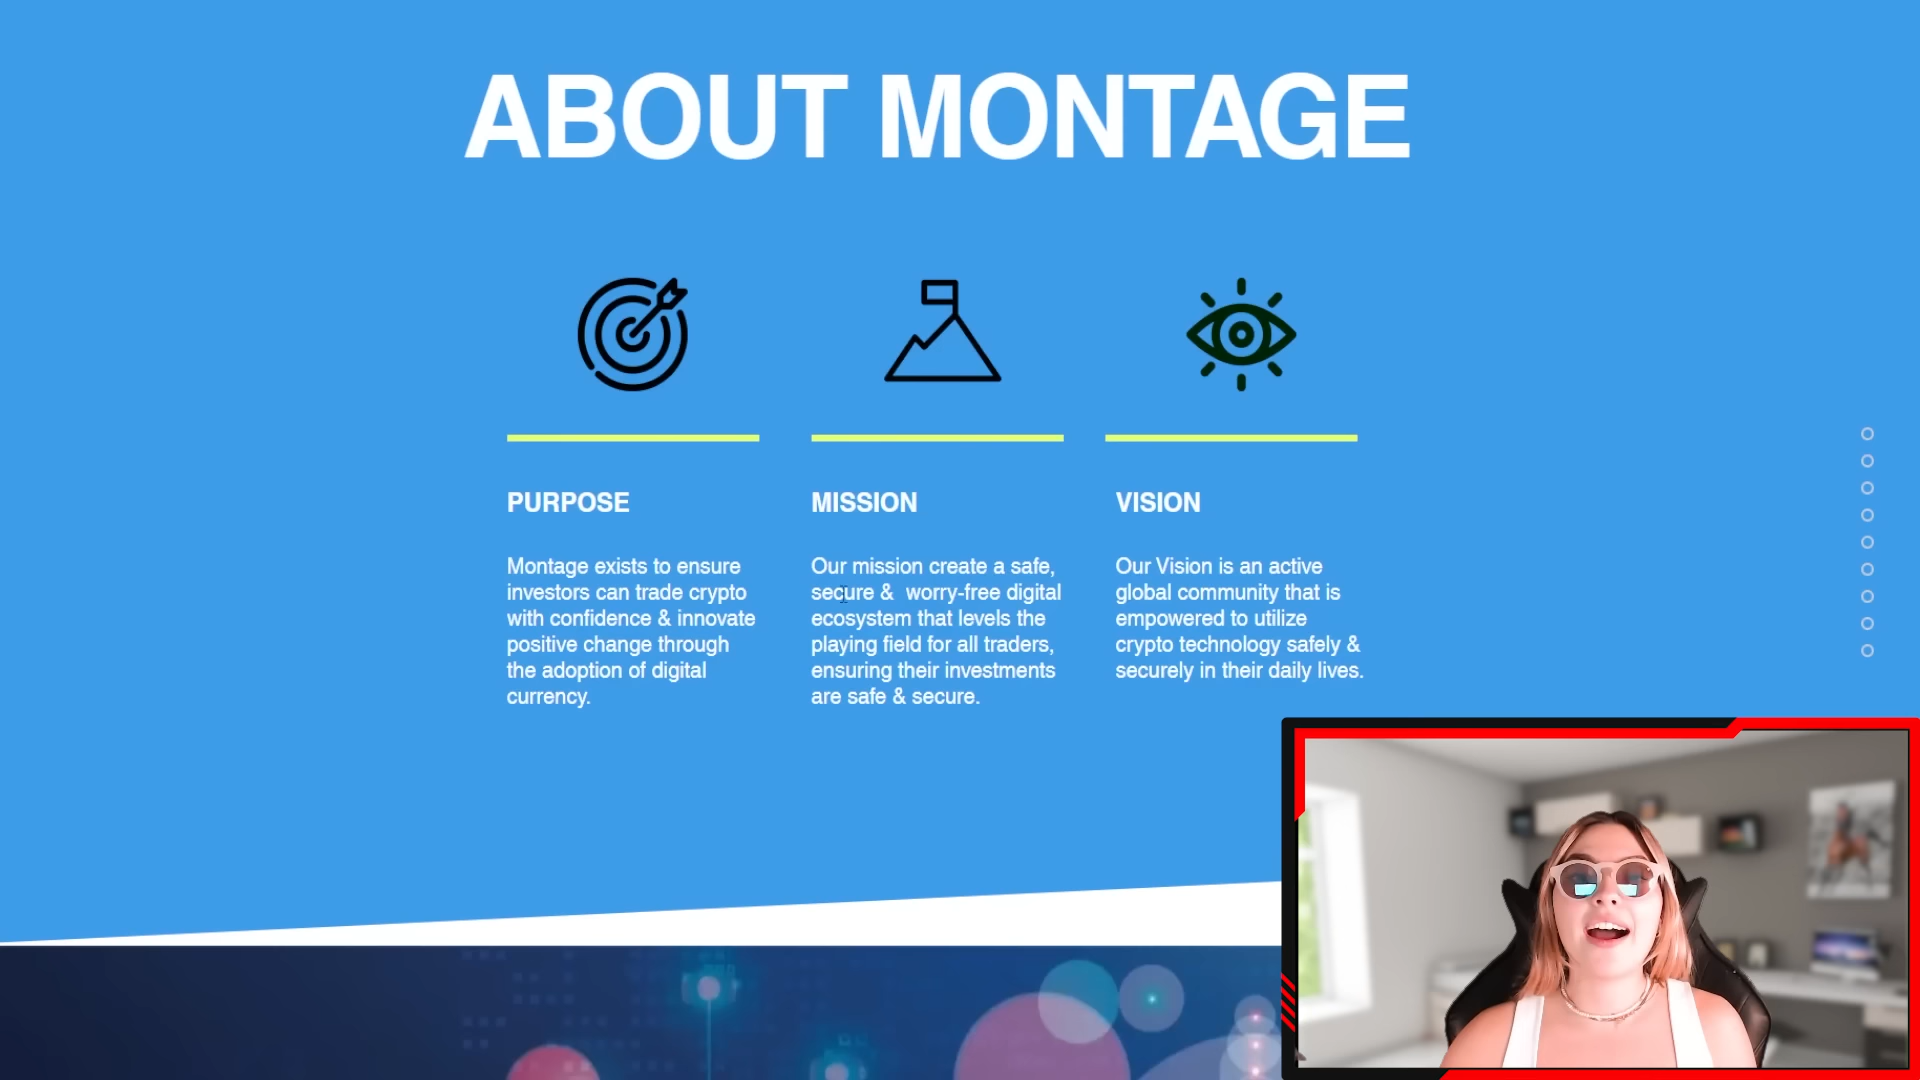 ABOUT MONTAGE
PURPOSE
Montage exists to ensure
investors can trade crypto
with confidence & innovate
positive change through
the adoption of digital
currency.
MISSION
Our mission create a safe,
secure & worry-free digital
ecosystem that levels the
playing field for all traders,
ensuring their investments
are safe & secure.
VISION
Our Vision is an active
global community that is
empowered to utilize
crypto technology safely &
securely in their daily lives.